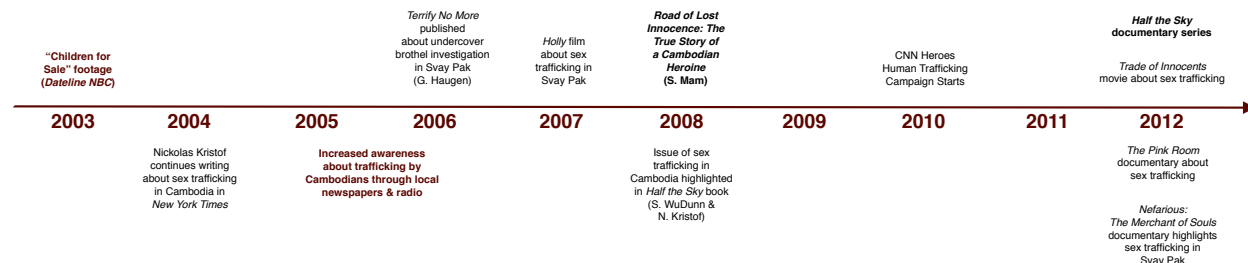 “Children for
Sale” footage
(Dateline NBC)
Terrify No More
published
about undercover
brothel investigation
in Svay Pak
(G. Haugen)
Holly film
about sex
trafficking in
Svay Pak
Road of Lost
Innocence: The
True Story of
a Cambodian
Heroine
(S. Mam)
CNN Heroes
Human Trafficking
Campaign Starts
Half the Sky
documentary series
Trade of Innocents
movie about sex trafficking
2003 2004 2005 2006 2007 2008 2009 2010 2011 2012
Nickolas Kristof
continues writing
about sex trafficking
in Cambodia in
New York Times
Increased awareness
about trafficking by
Cambodians through local
newspapers & radio
Issue of sex
trafficking in
Cambodia highlighted
in Half the Sky book
(S. WuDunn &
N. Kristof)
The Pink Room
documentary about
sex trafficking
Nefarious:
The Merchant of Souls
documentary highlights
sex trafficking in
Svay Pak